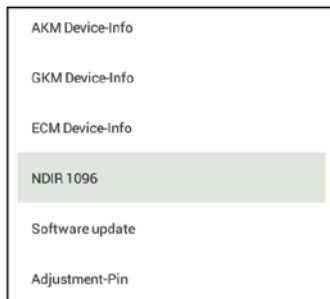 AKM Device-Info
GKM Device-Info
ECM Device-Info
NDIR 1096
Software update
Adjustment-Pin